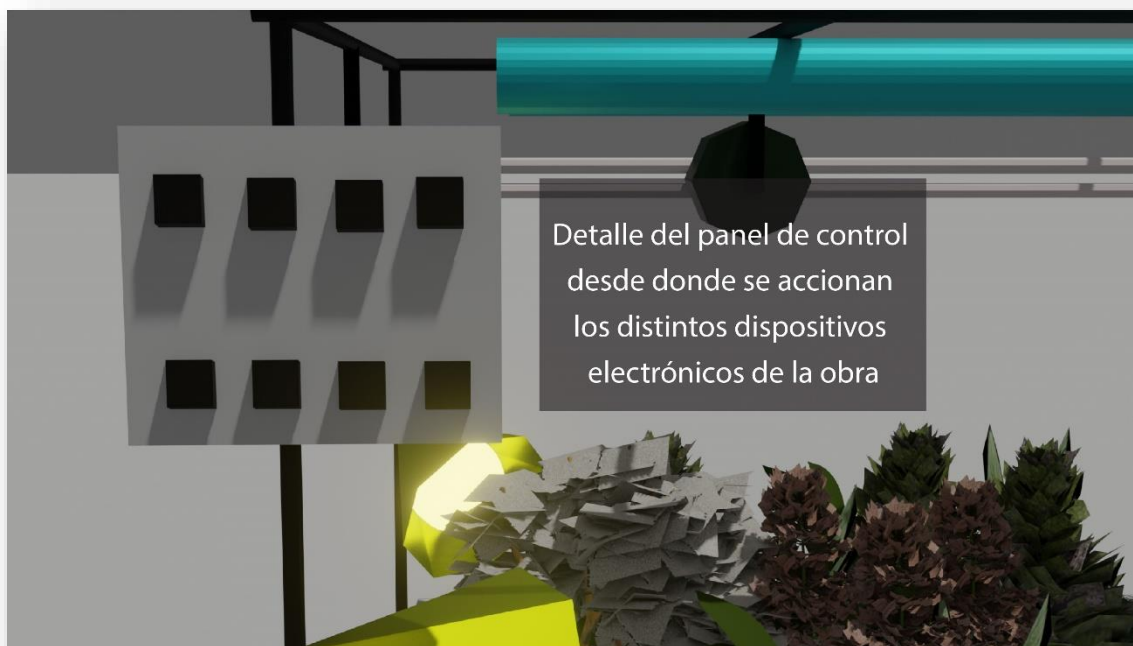 Detalle del panel de control
desde donde se accionan
los distintos dispositivos
electrónicos de la obra